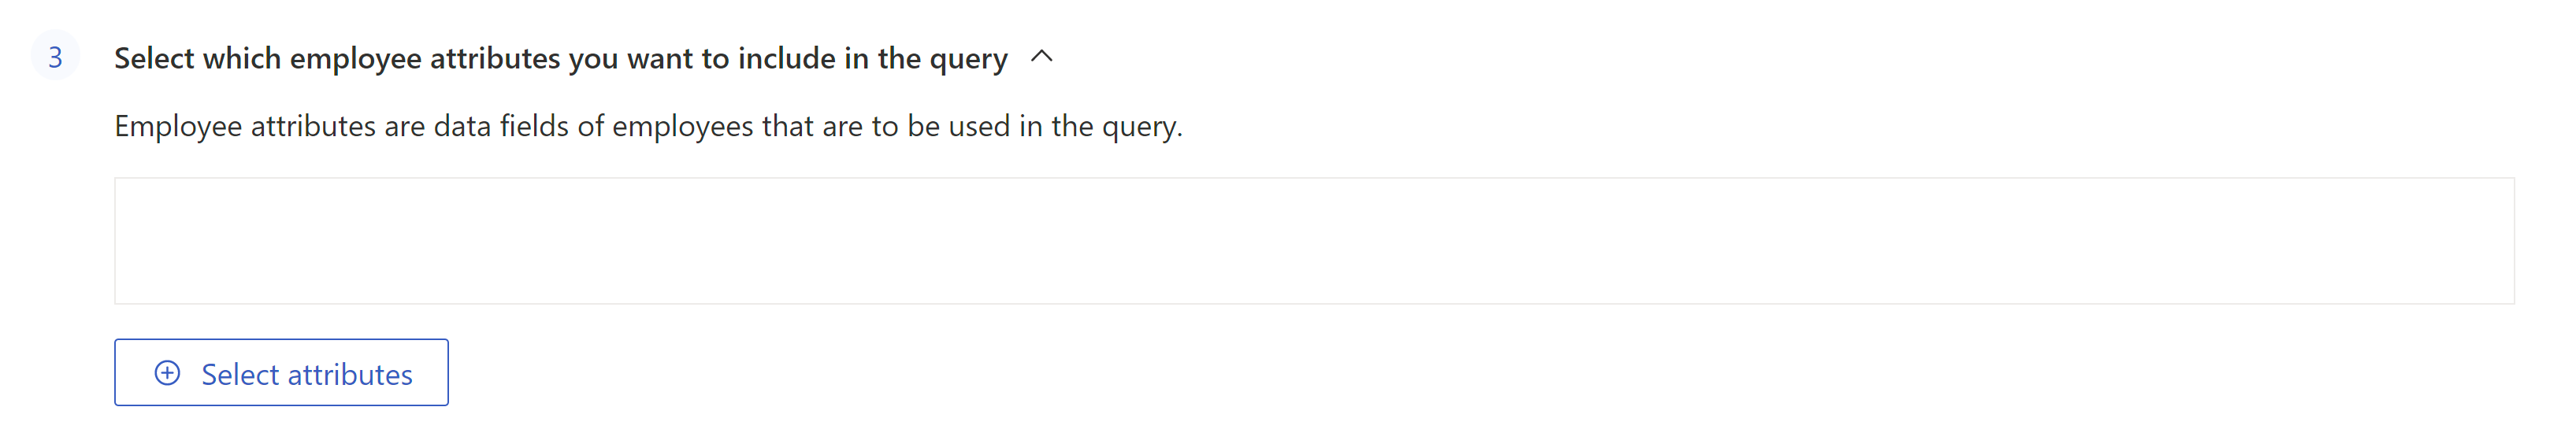 3 Select which employee attributes you want to include in the query
Employee attributes are data fields of employees that are to be used in the query.
Select attributes